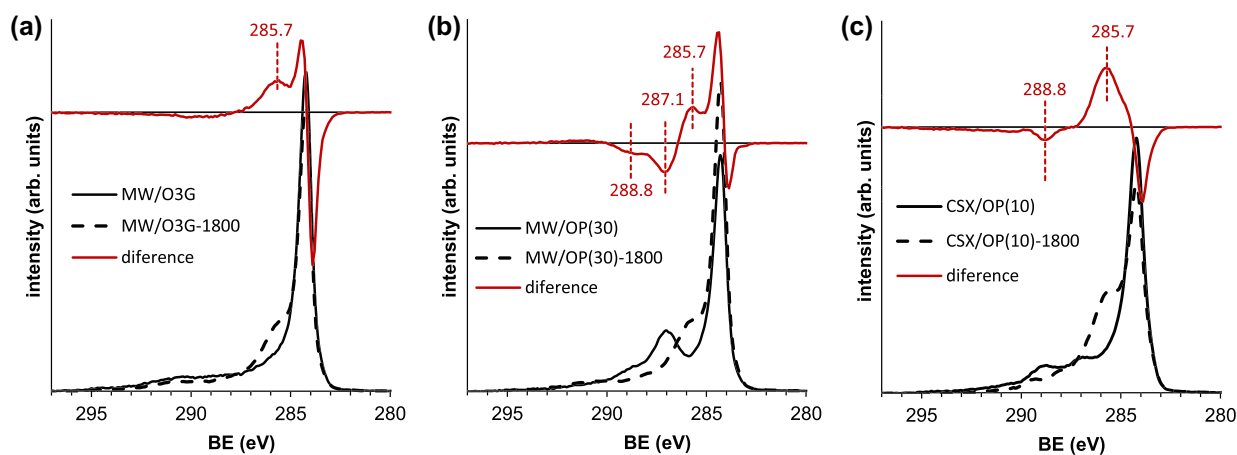 (a)
285.7
intensity (arb. units)
MW/O3G
MW/O3G-1800
diference
295
290
285
280
BE (eV)
(b)
285.7
287.1
288.8
intensity (arb. units)
MW/OP(30)
MW/OP(30)-1800
diference
295
290
285
280
BE (eV)
(c)
285.7
288.8
intensity (arb. units)
CSX/OP(10)
CSX/OP(10)-1800
diference
295
290
285
280
BE (eV)